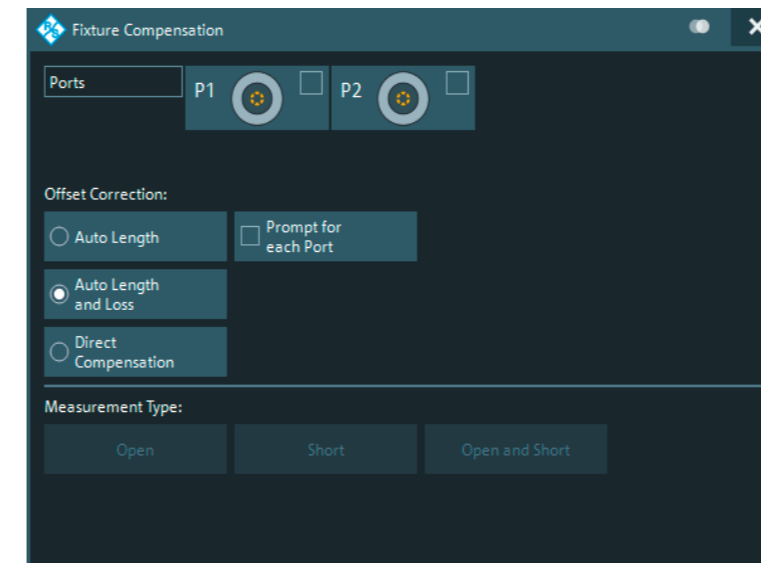 Fixture Compensation
Ports
P1
P2
Offset Correction:
Auto Length
Prompt for
each Port
Auto Length
and Loss
Direct
Compensation
Measurement Type:
Open
Short
Open and Short